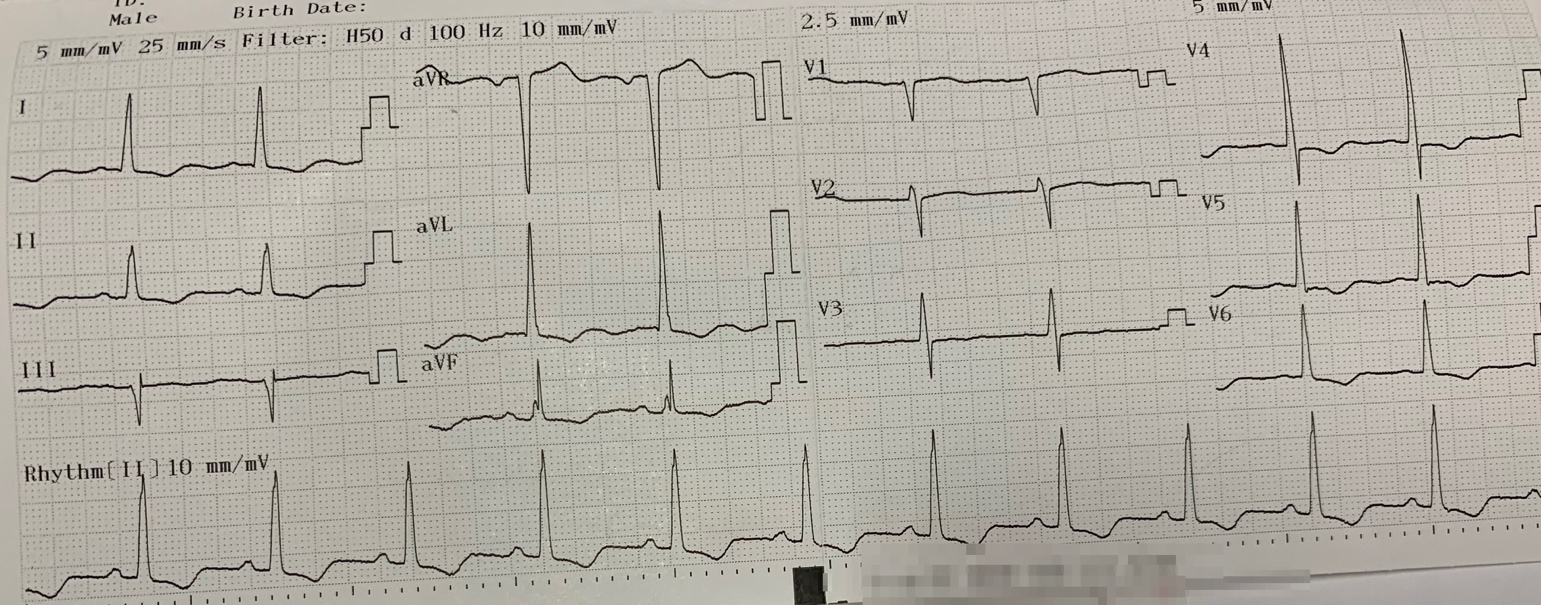 ID:
Male Birth Date:
5 mm/mV 25 mm/s Filter: H50 d 100 Hz 10 mm/mV 2.5 mm/mV 5 mm/mV
I aVR V1 V4
II aVL V2 V5
III aVF V3 V6
Rhythm[II]10 mm/mV